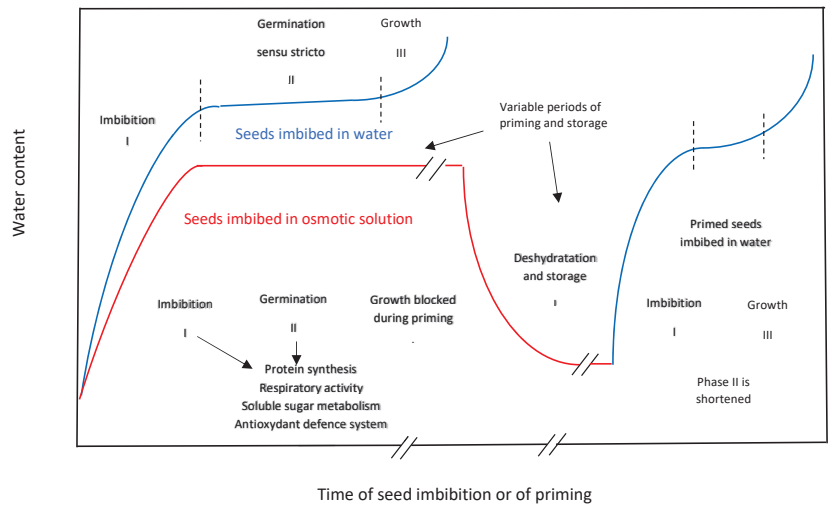 Germination
sensu stricto
II
Growth
III
Imbibition
I
Seeds imbibed in water
Variable periods of
priming and storage
Water content
Seeds imbibed in osmotic solution
Primed seeds
imbibed in water
Deshydratation
and storage
Imbibition
I
Germination
II
Growth blocked
during priming
Imbibition
I
Growth
III
Protein synthesis
Respiratory activity
Soluble sugar metabolism
Antioxydant defence system
Phase II is
shortened
Time of seed imbibition or of priming